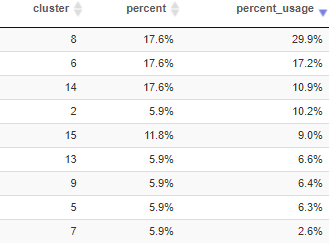 cluster percent percent_usage
8 17.6% 29.9%
6 17.6% 17.2%
14 17.6% 10.9%
2 5.9% 10.2%
15 11.8% 9.0%
13 5.9% 6.6%
9 5.9% 6.4%
5 5.9% 6.3%
7 5.9% 2.6%